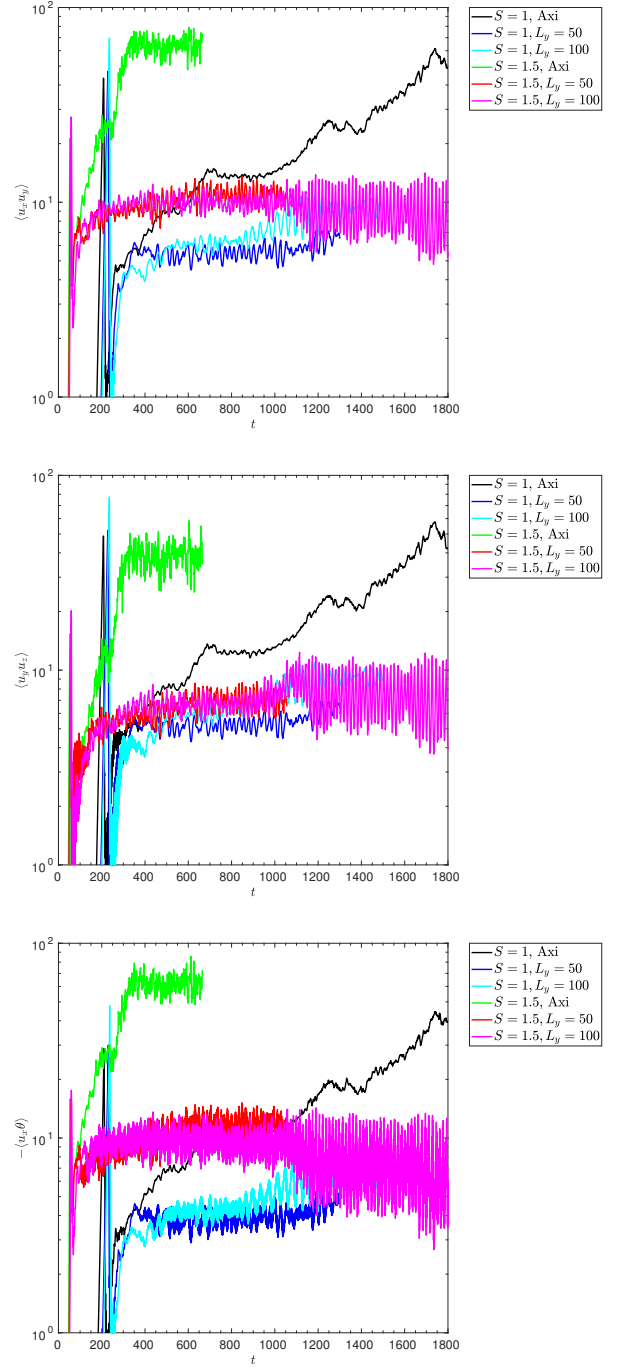 10^2
10^1
10^0
⟨u_x u_y⟩
0 200 400 600 800 1000 1200 1400 1600 1800
t
S = 1, Axi
S = 1, L_y = 50
S = 1, L_y = 100
S = 1.5, Axi
S = 1.5, L_y = 50
S = 1.5, L_y = 100
10^2
10^1
10^0
⟨u_y u_z⟩
0 200 400 600 800 1000 1200 1400 1600 1800
t
S = 1, Axi
S = 1, L_y = 50
S = 1, L_y = 100
S = 1.5, Axi
S = 1.5, L_y = 50
S = 1.5, L_y = 100
10^2
10^1
10^0
−⟨u_x θ⟩
0 200 400 600 800 1000 1200 1400 1600 1800
t
S = 1, Axi
S = 1, L_y = 50
S = 1, L_y = 100
S = 1.5, Axi
S = 1.5, L_y = 50
S = 1.5, L_y = 100